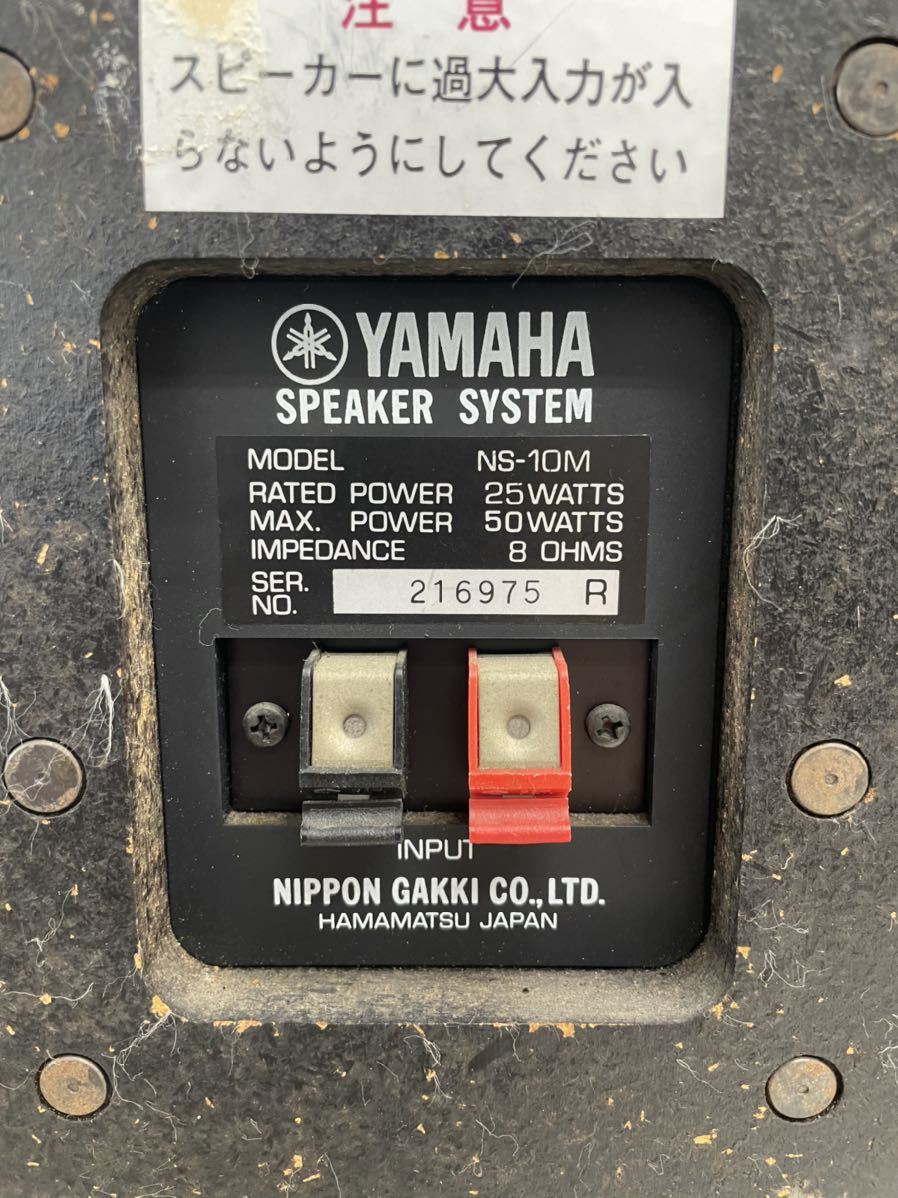 注意
スピーカーに過大入力が入
らないようにしてください
YAMAHA
SPEAKER SYSTEM
MODEL NS-10M
RATED POWER 25WATTS
MAX. POWER 50WATTS
IMPEDANCE 8 OHMS
SER. NO. 216975 R
INPUT
NIPPON GAKKI CO.,LTD.
HAMAMATSU JAPAN